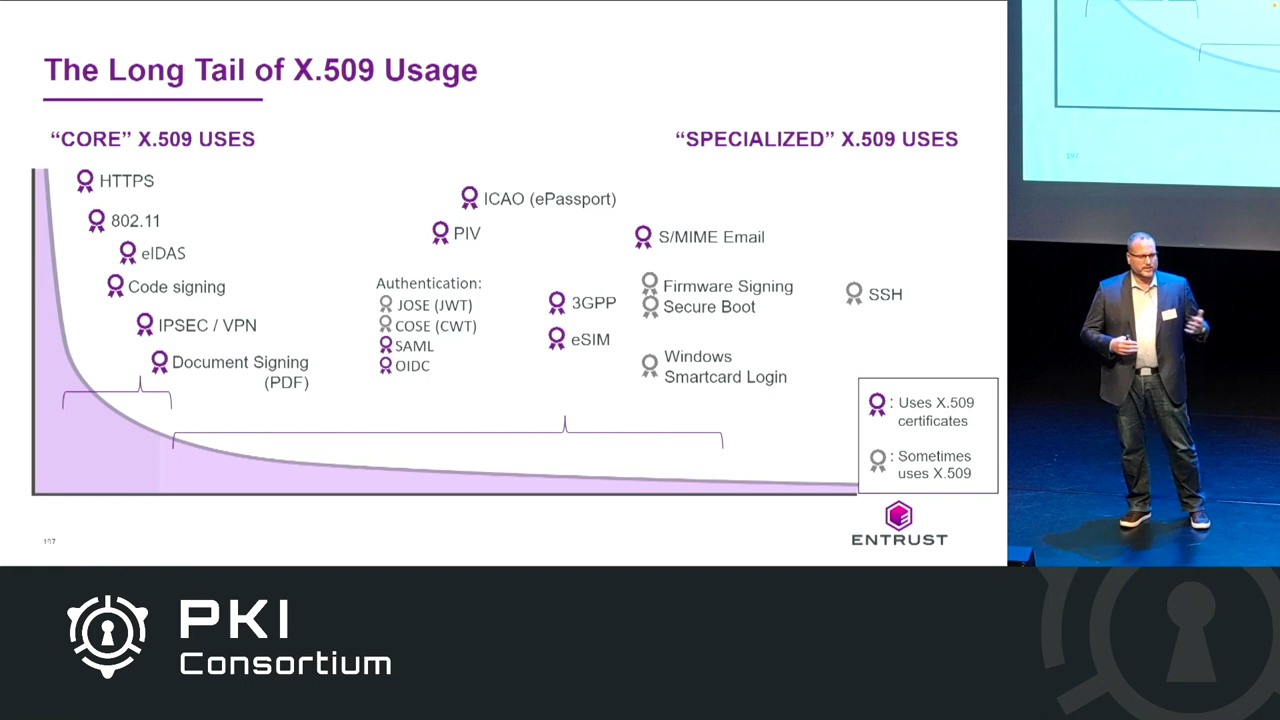 The Long Tail of X.509 Usage
“CORE” X.509 USES
“SPECIALIZED” X.509 USES
HTTPS
802.11
eIDAS
Code signing
IPSEC / VPN
Document Signing
(PDF)
ICAO (ePassport)
PIV
Authentication:
JOSE (JWT)
COSE (CWT)
SAML
OIDC
3GPP
eSIM
S/MIME Email
Firmware Signing
Secure Boot
Windows
Smartcard Login
SSH
: Uses X.509
certificates
: Sometimes
uses X.509
197
ENTRUST
197
PKI
Consortium